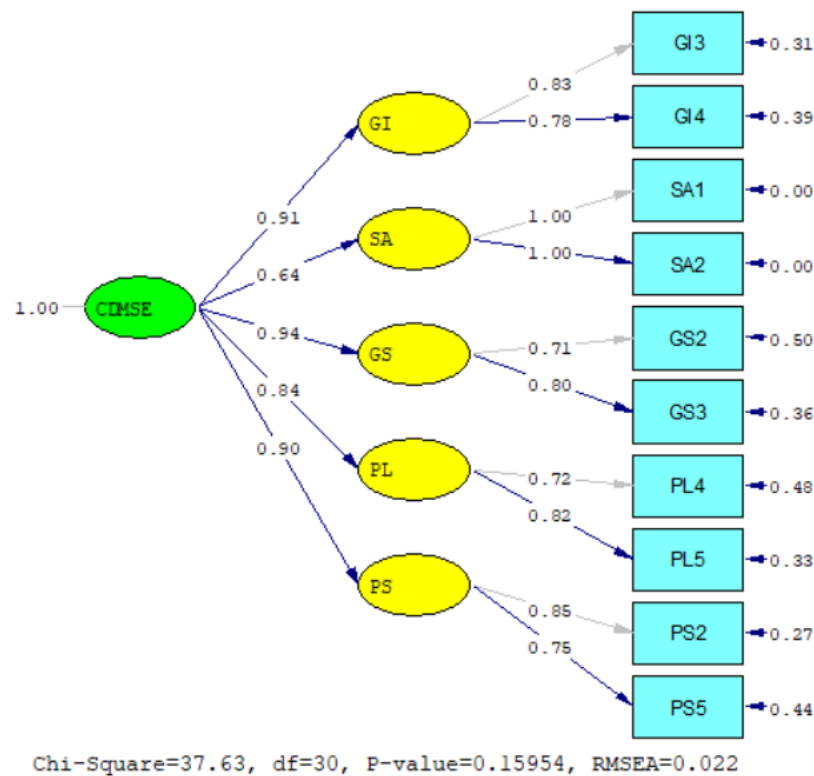 GI3
0.31
0.83
GI
0.78
GI4
0.39
SA1
0.00
0.91
1.00
SA
1.00
SA2
0.00
0.64
1.00
CDMSE
0.94
GS
0.71
GS2
0.50
0.80
GS3
0.36
0.84
0.90
PL
0.72
PL4
0.48
0.82
PL5
0.33
PS
0.85
PS2
0.27
0.75
PS5
0.44
Chi-Square=37.63, df=30, P-value=0.15954, RMSEA=0.022